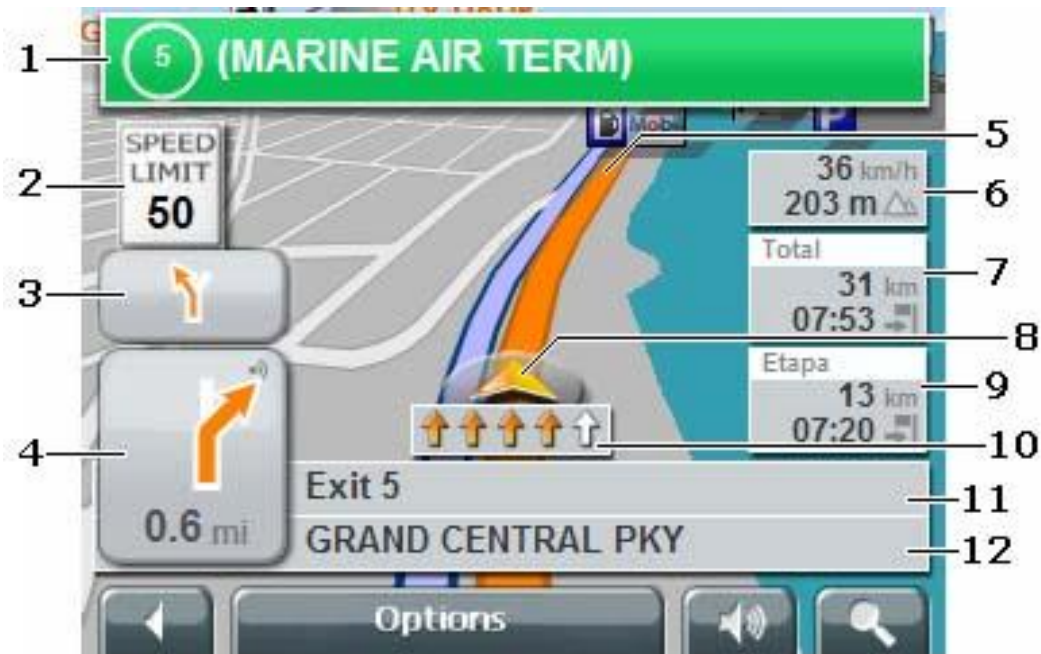 1
5 (MARINE AIR TERM)
SPEED
LIMIT
50
2
3
0.6 mi
4
5
36 km/h
203 m
6
Total
31 km
07:53
7
8
Etapa
13 km
07:20
9
10
Exit 5
11
GRAND CENTRAL PKY
12
Options